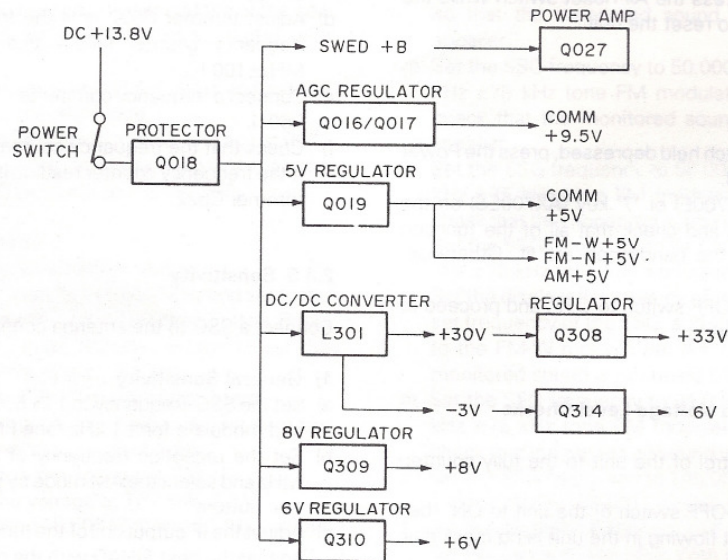 POWER AMP
DC+13.8V
SWED +B
Q027
AGC REGULATOR
POWER
SWITCH
PROTECTOR
Q018
Q016/Q017
COMM
+9.5V
5V REGULATOR
Q019
COMM
+5V
FM-W+5V
FM-N+5V
AM+5V
DC/DC CONVERTER
REGULATOR
L301
+30V
Q308
+33V
-3V
Q314
-6V
8V REGULATOR
Q309
+8V
6V REGULATOR
Q310
+6V